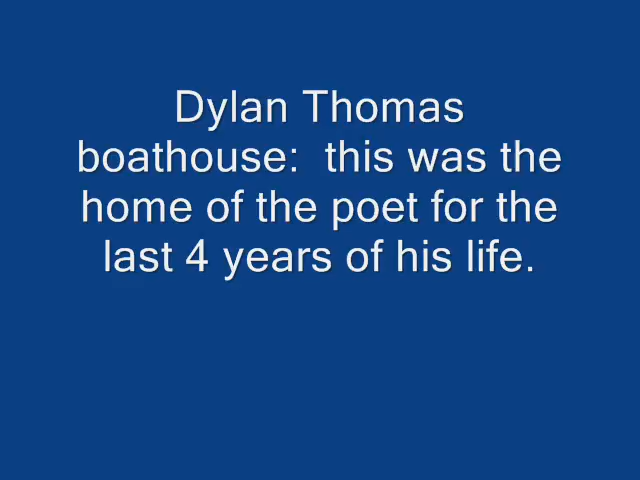 Dylan Thomas
boathouse:  this was the
home of the poet for the
last 4 years of his life.